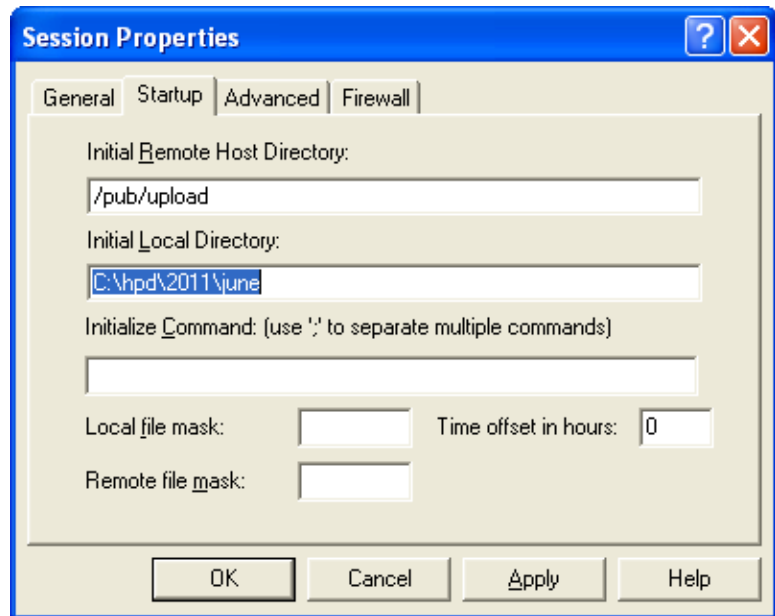 Session Properties
General Startup Advanced Firewall
Initial Remote Host Directory:
/pub/upload
Initial Local Directory:
C:\hpd\2011\june
Initialize Command: (use ';' to separate multiple commands)
Local file mask: Time offset in hours: 0
Remote file mask:
OK Cancel Apply Help